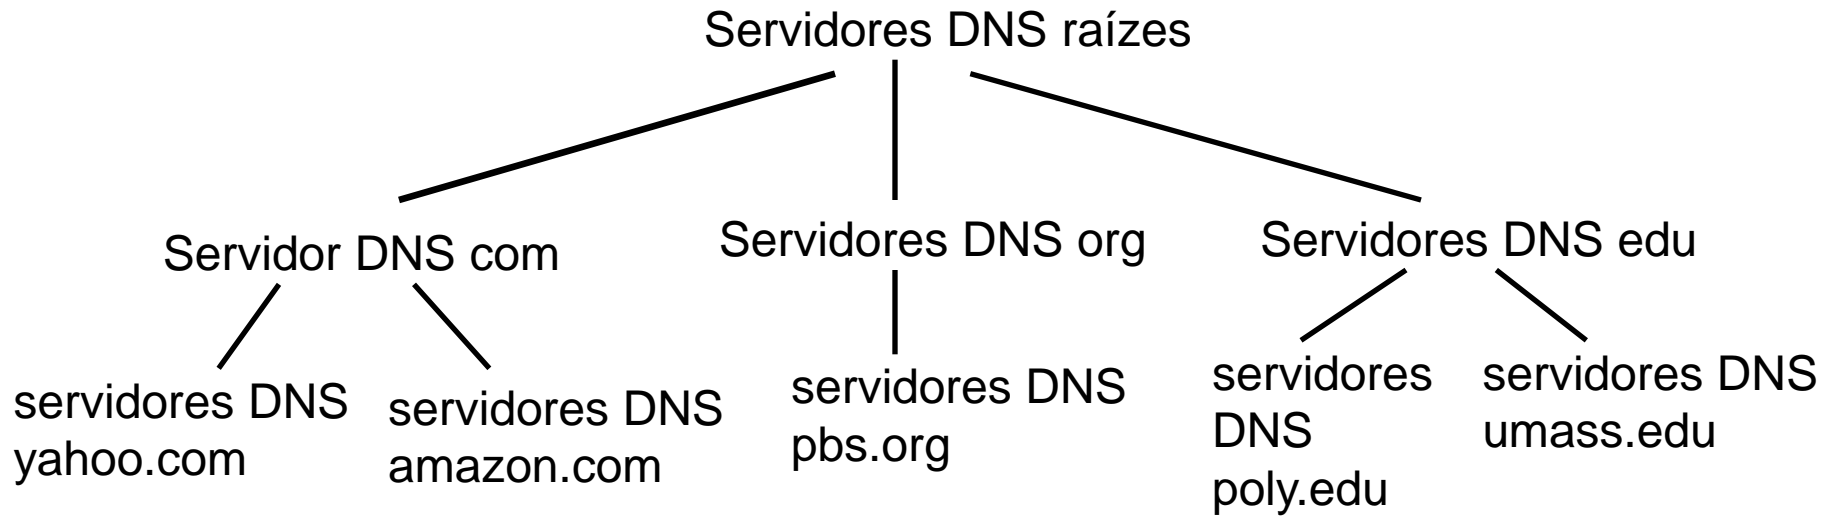 Servidores DNS raízes
Servidor DNS com
Servidores DNS org
Servidores DNS edu
servidores DNS
yahoo.com
servidores DNS
amazon.com
servidores DNS
pbs.org
servidores
DNS
poly.edu
servidores DNS
umass.edu